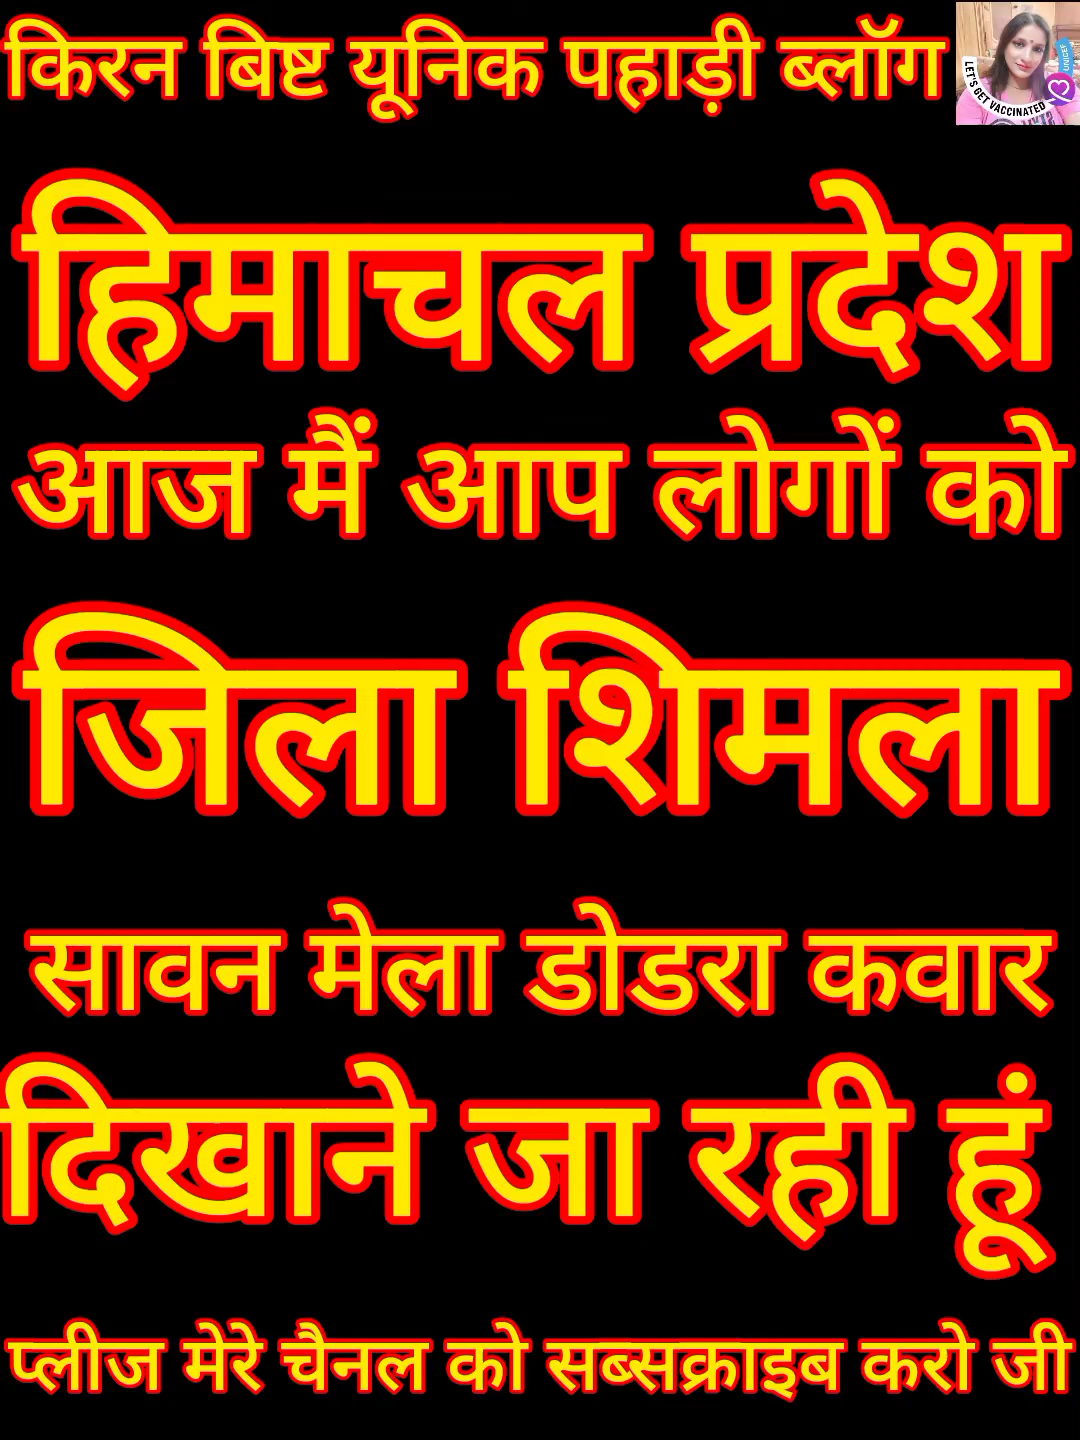 किरन बिष्ट यूनिक पहाड़ी ब्लॉग
LET'S GET VACCINATED
UNICEF
हिमाचल प्रदेश
आज मैं आप लोगों को
जिला शिमला
सावन मेला डोडरा कवार
दिखाने जा रही हूं
प्लीज मेरे चैनल को सब्सक्राइब करो जी